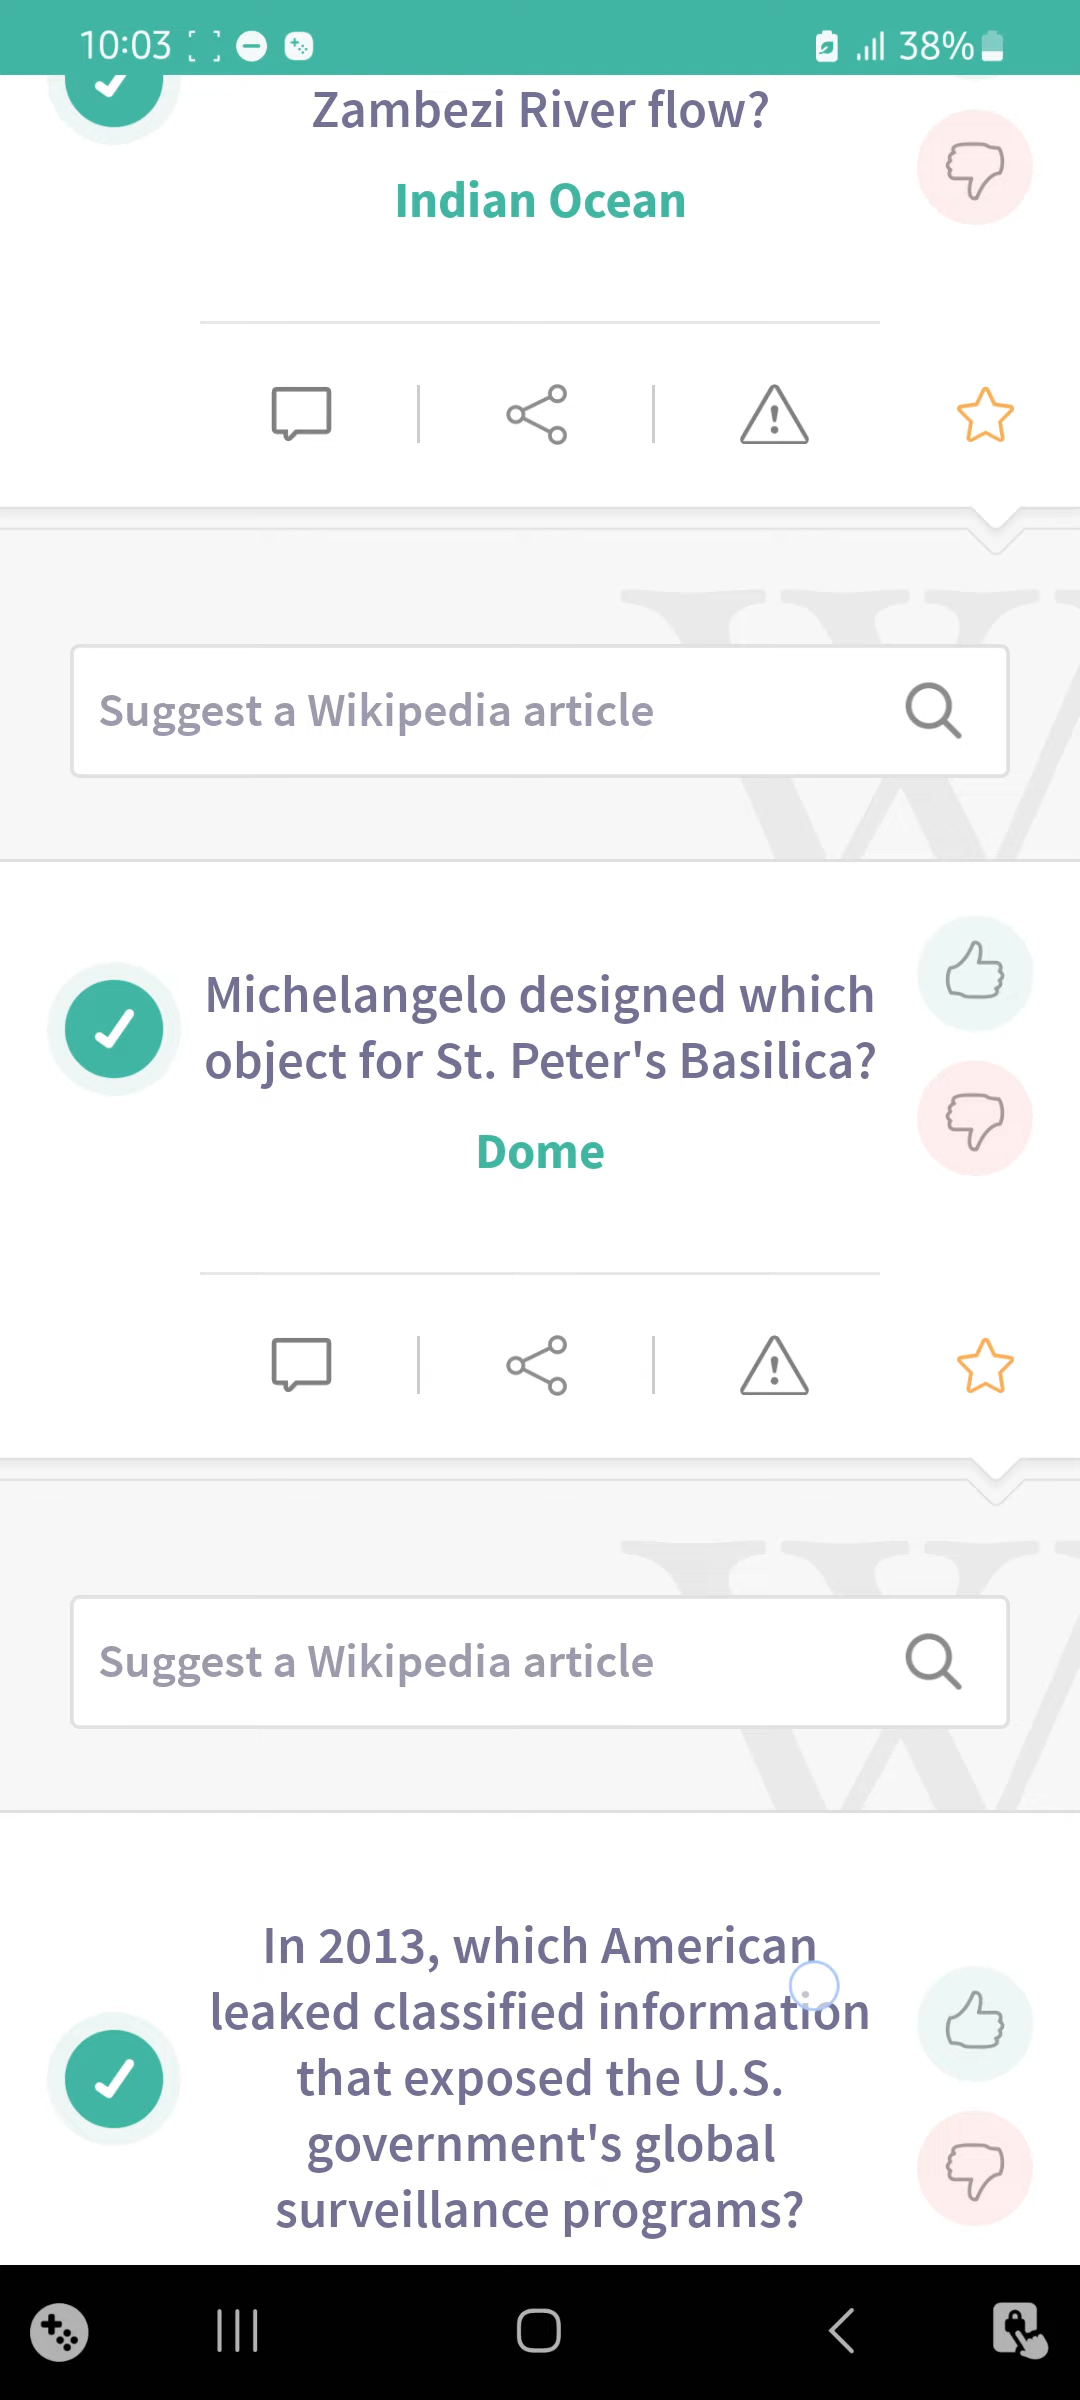 10:03
38%
Zambezi River flow?
Indian Ocean
Suggest a Wikipedia article
Michelangelo designed which
object for St. Peter's Basilica?
Dome
Suggest a Wikipedia article
In 2013, which American
leaked classified information
that exposed the U.S.
government's global
surveillance programs?